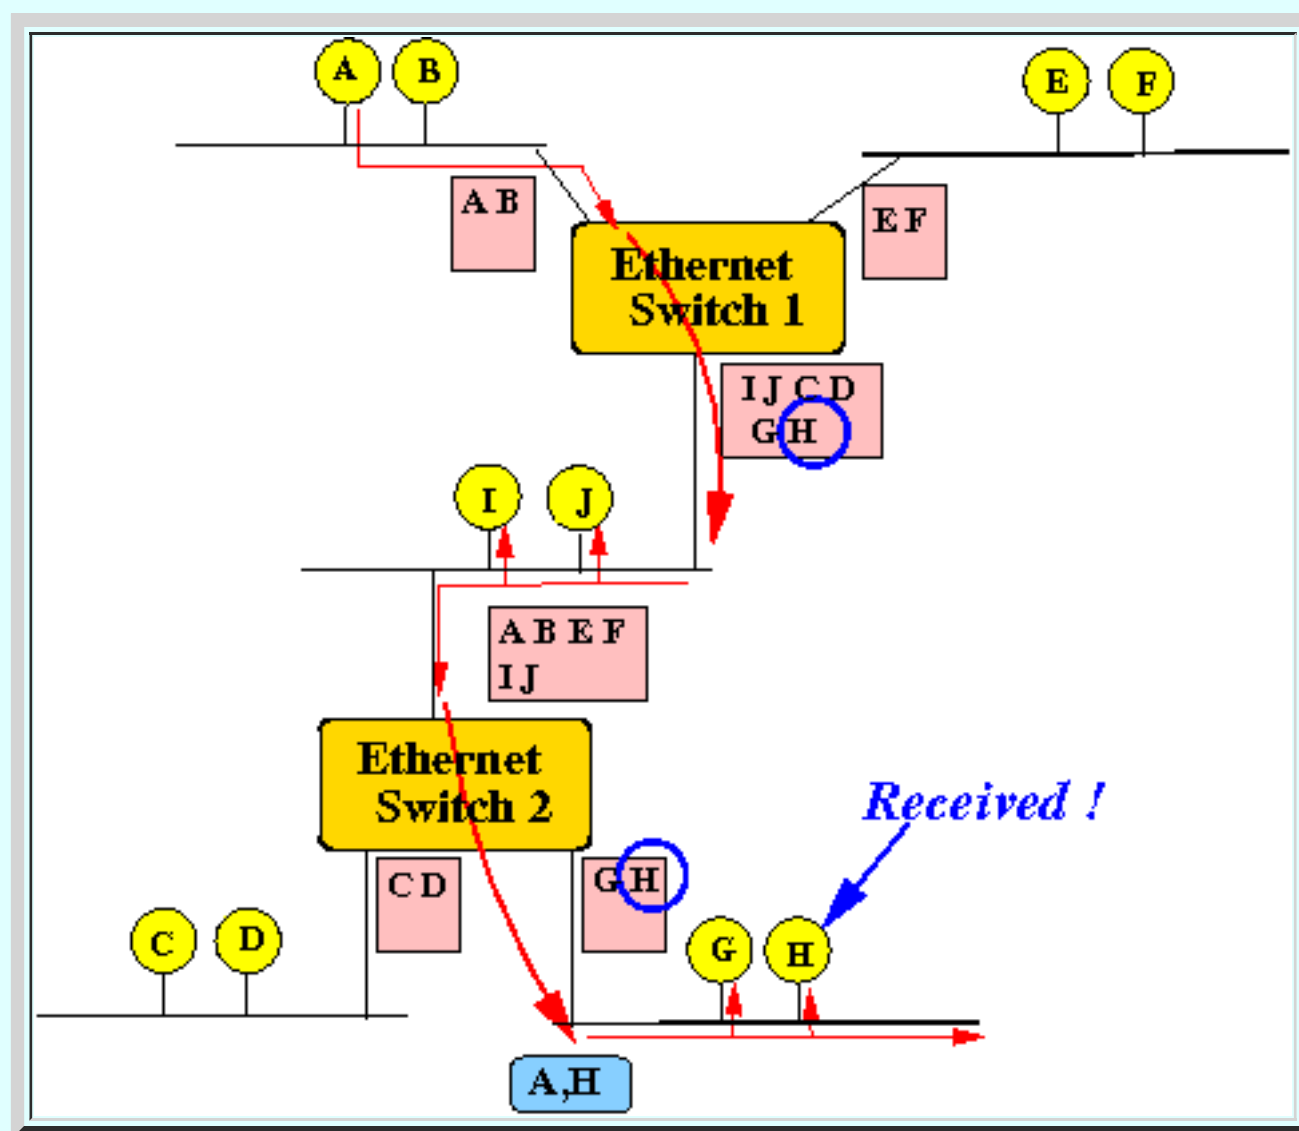 A B
E F
A B
E F
Ethernet
Switch 1
I J C D
G H
I J
A B E F
I J
Ethernet
Switch 2
Received !
C D
G H
C D
G H
A,H